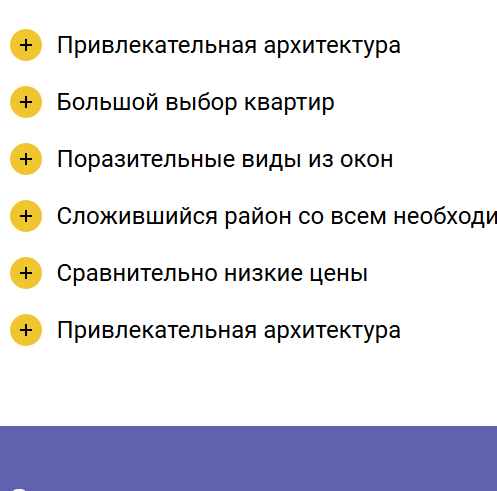 Привлекательная архитектура
Большой выбор квартир
Поразительные виды из окон
Сложившийся район со всем необходи
Сравнительно низкие цены
Привлекательная архитектура